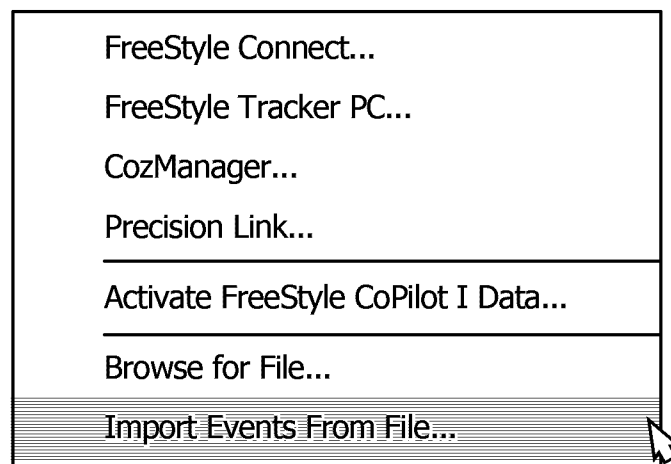 FreeStyle Connect...
FreeStyle Tracker PC...
CozManager...
Precision Link...
Activate FreeStyle CoPilot I Data...
Browse for File...
Import Events From File...